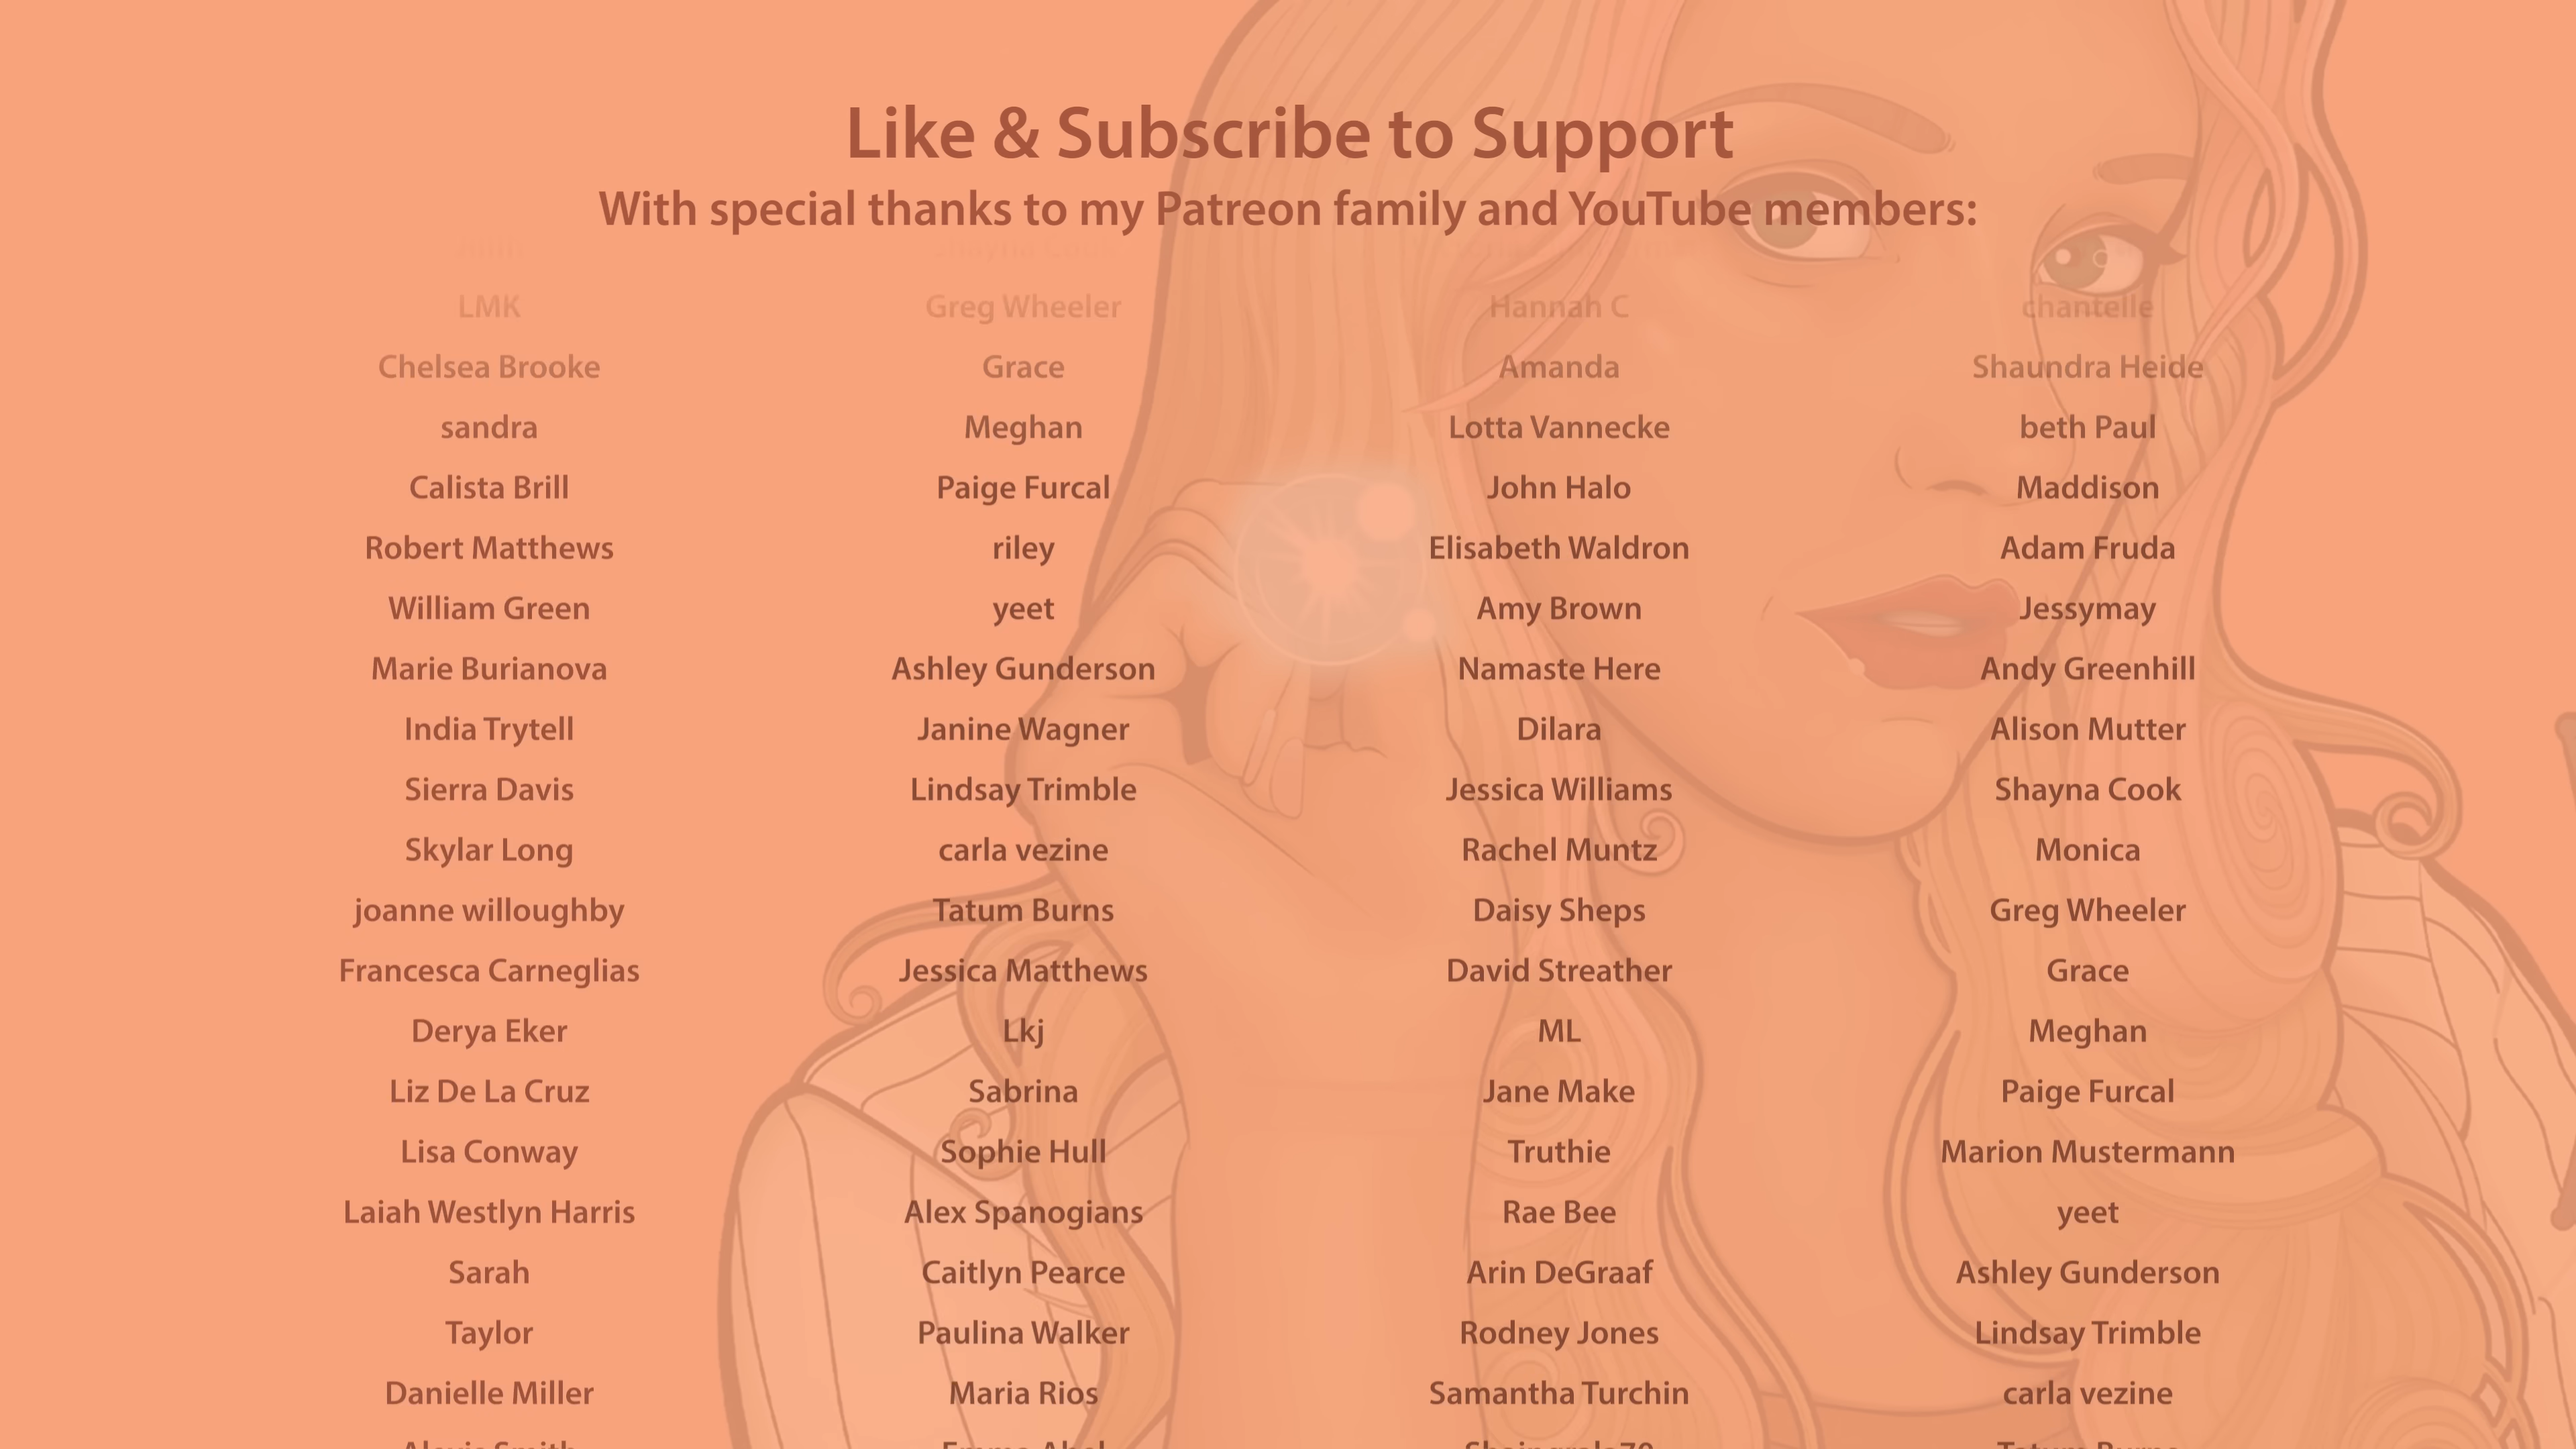 Like & Subscribe to Support
With special thanks to my Patreon family and YouTube members:
LMK
Chelsea Brooke
sandra
Calista Brill
Robert Matthews
William Green
Marie Burianova
India Trytell
Sierra Davis
Skylar Long
joanne willoughby
Francesca Carneglias
Derya Eker
Liz De La Cruz
Lisa Conway
Laiah Westlyn Harris
Sarah
Taylor
Danielle Miller
Greg Wheeler
Grace
Meghan
Paige Furcal
riley
yeet
Ashley Gunderson
Janine Wagner
Lindsay Trimble
carla vezine
Tatum Burns
Jessica Matthews
Lkj
Sabrina
Sophie Hull
Alex Spanogians
Caitlyn Pearce
Paulina Walker
Maria Rios
Hannah C
Amanda
Lotta Vannecke
John Halo
Elisabeth Waldron
Amy Brown
Namaste Here
Dilara
Jessica Williams
Rachel Muntz
Daisy Sheps
David Streather
ML
Jane Make
Truthie
Rae Bee
Arin DeGraaf
Rodney Jones
Samantha Turchin
chantelle
Shaundra Heide
beth Paul
Maddison
Adam Fruda
Jessymay
Andy Greenhill
Alison Mutter
Shayna Cook
Monica
Greg Wheeler
Grace
Meghan
Paige Furcal
Marion Mustermann
yeet
Ashley Gunderson
Lindsay Trimble
carla vezine